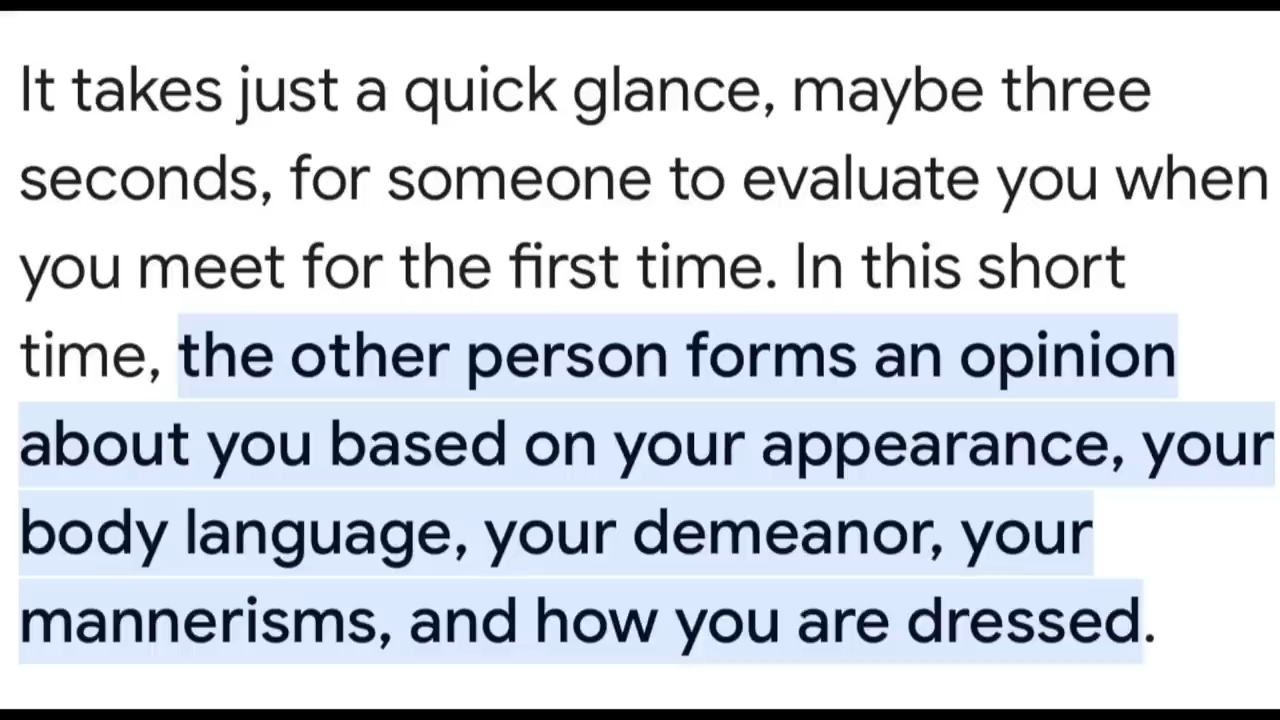 It takes just a quick glance, maybe three
seconds, for someone to evaluate you when
you meet for the first time. In this short
time, the other person forms an opinion
about you based on your appearance, your
body language, your demeanor, your
mannerisms, and how you are dressed.